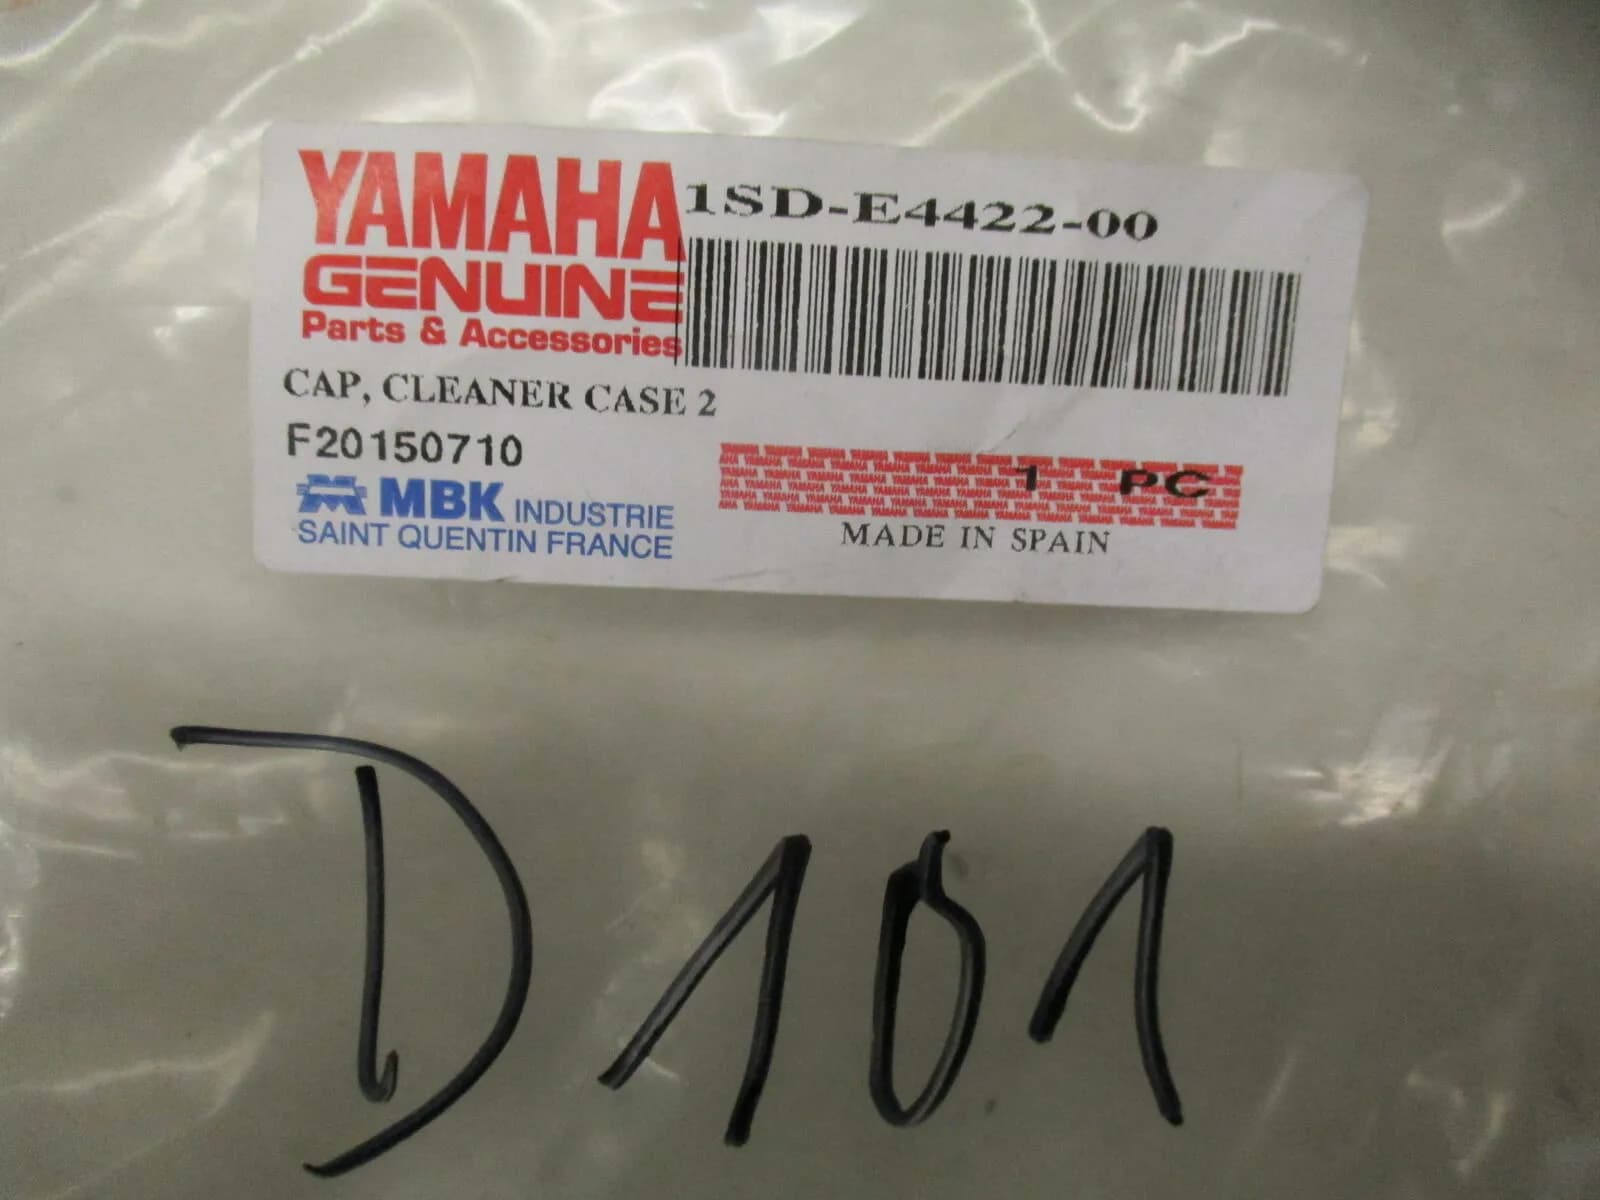 YAMAHA
GENUINE
Parts & Accessories
1SD-E4422-00
CAP, CLEANER CASE 2
F20150710
MBK INDUSTRIE
SAINT QUENTIN FRANCE
1 PC
MADE IN SPAIN
D101